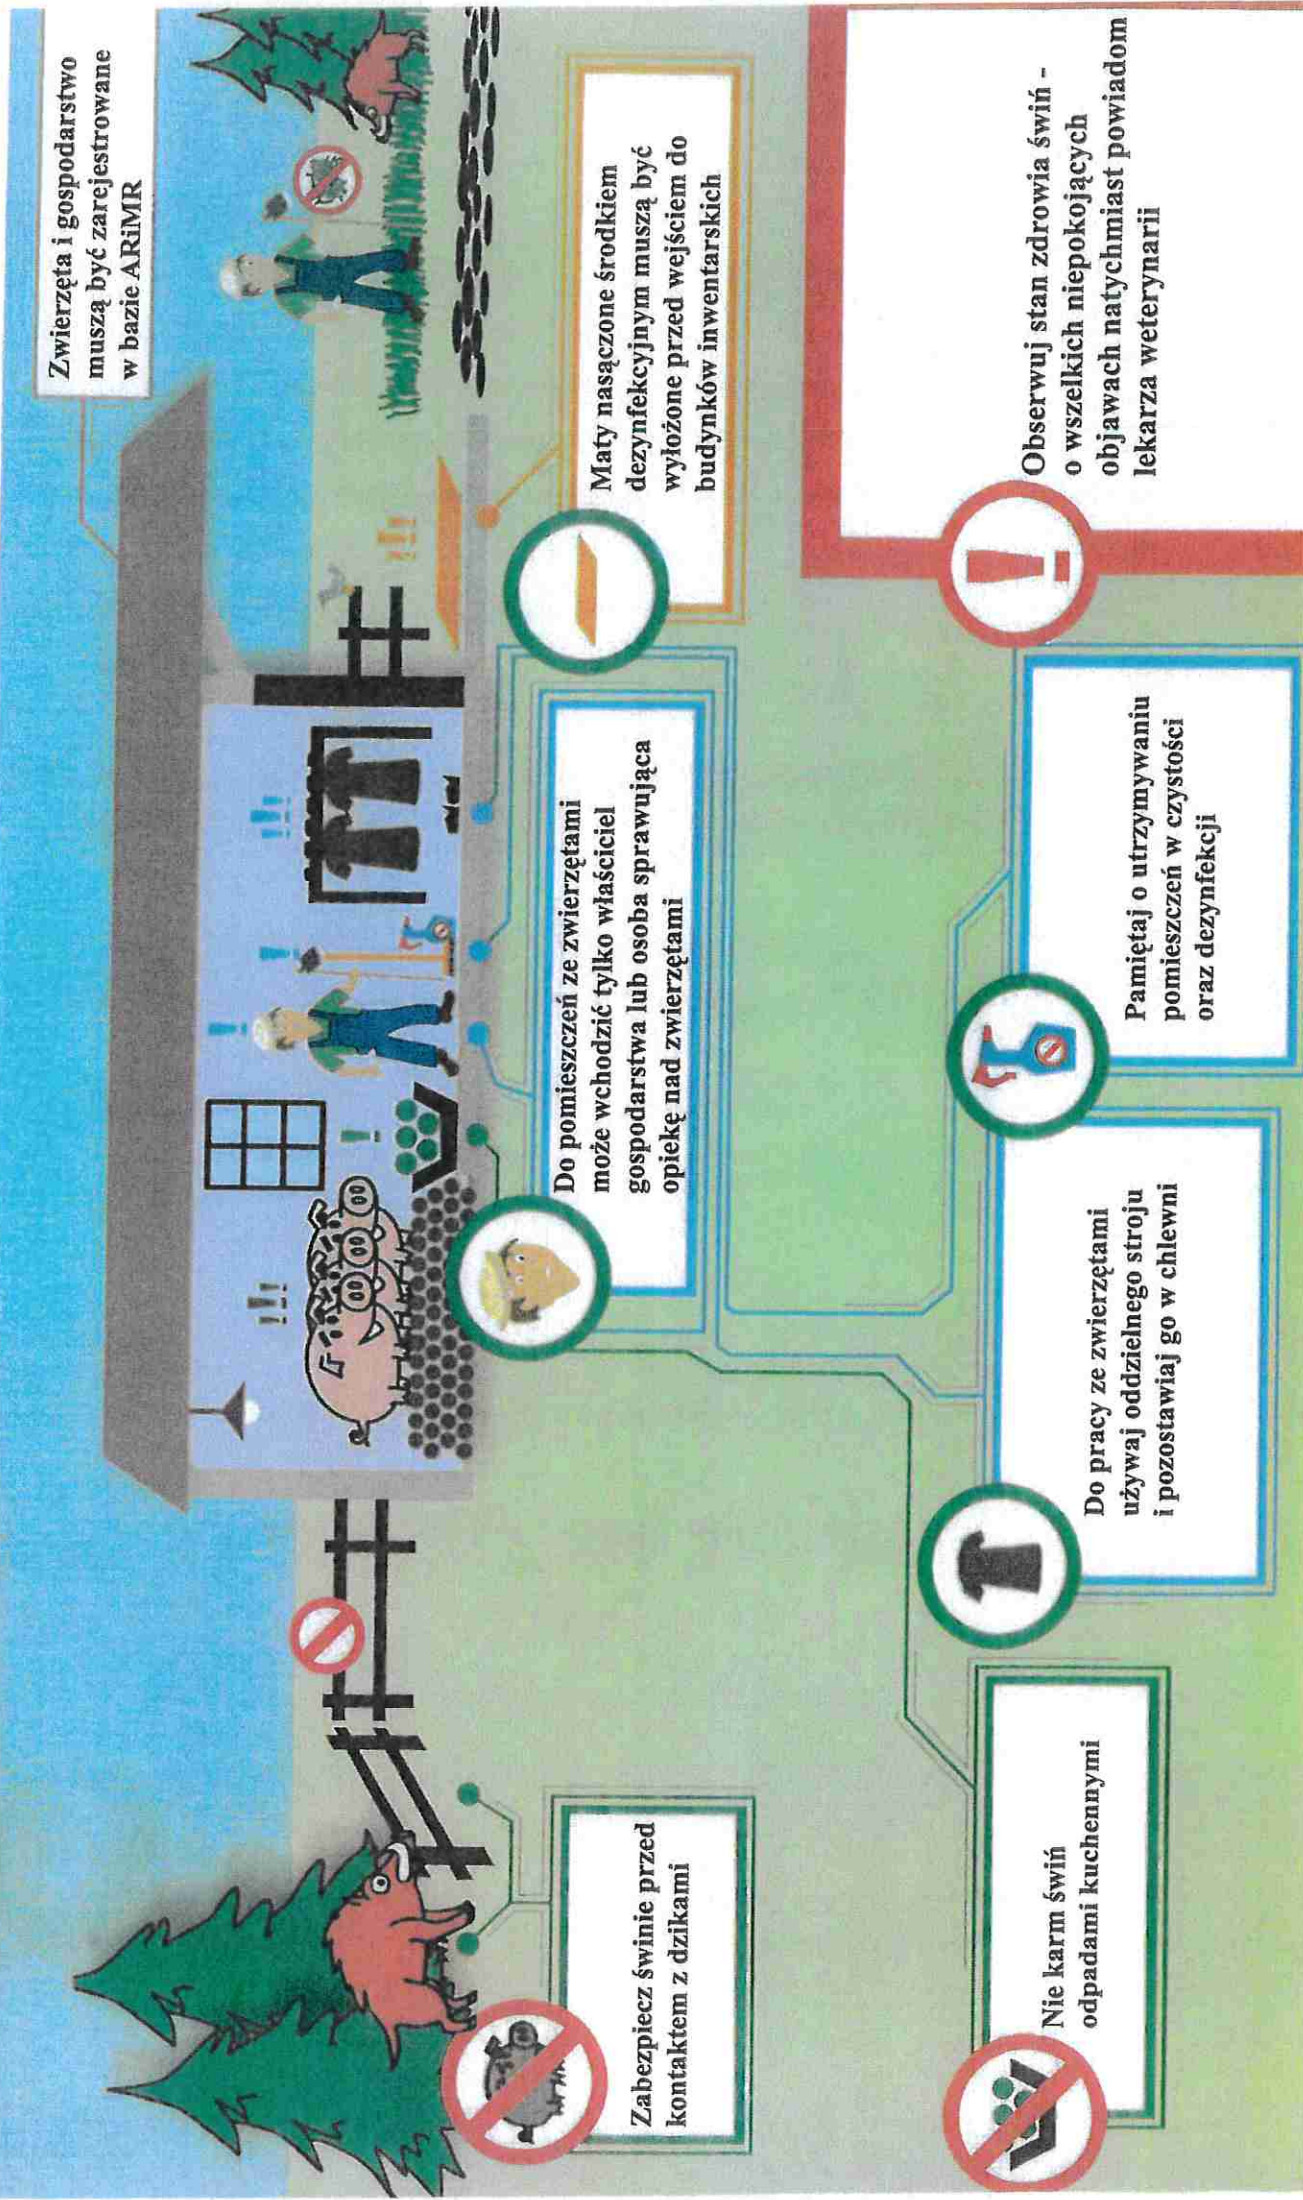 Zwierzęta i gospodarstwo
muszą być zarejestrowane
w bazie ARiMR
Zabezpiecz świnie przed
kontaktem z dzikami
Do pomieszczeń ze zwierzętami
może wchodzić tylko właściciel
gospodarstwa lub osoba sprawująca
opiekę nad zwierzętami
Maty nasączone środkiem
dezynfekcyjnym muszą być
wyłożone przed wejściem do
budynków inwentarskich
Nie karm świń
odpadami kuchennymi
Do pracy ze zwierzętami
używaj oddzielnego stroju
i pozostawiaj go w chlewni
Pamiętaj o utrzymywaniu
pomieszczeń w czystości
oraz dezynfekcji
Obserwuj stan zdrowia świń -
o wszelkich niepokojących
objawach natychmiast powiadom
lekarza weterynarii